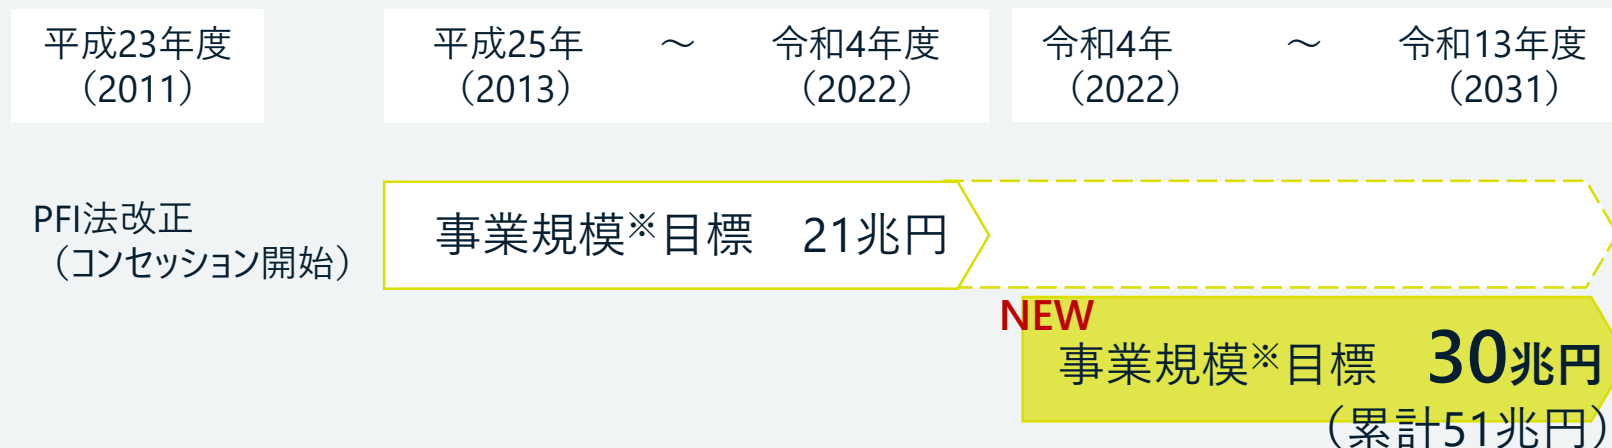 平成23年度
（2011）
平成25年　～　令和4年度
（2013）　（2022）
令和4年　～　令和13年度
（2022）　（2031）
PFI法改正
（コンセッション開始）
事業規模※目標　21兆円
NEW
事業規模※目標　30兆円
（累計51兆円）